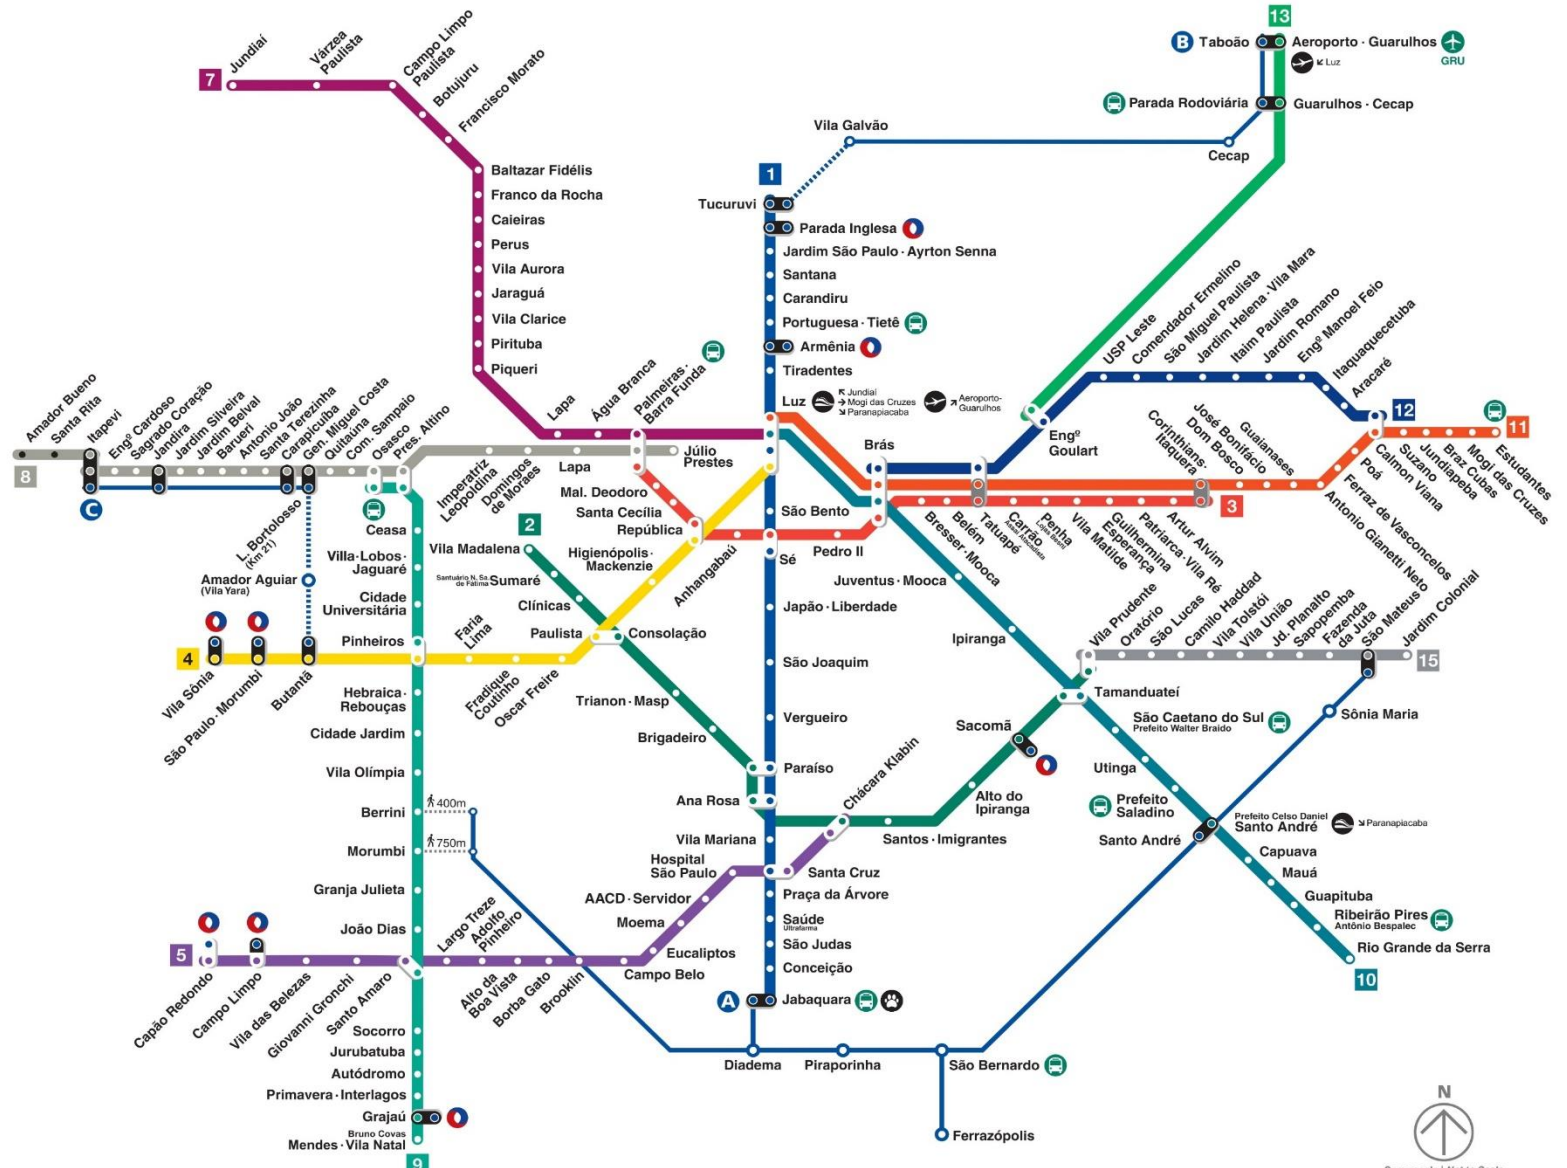 13
B
Taboão
Aeroporto · Guarulhos
GRU
Luz
Parada Rodoviária
Guarulhos · Cecap
Vila Galvão
Cecap
7
Jundiaí
Várzea
Paulista
Campo Limpo
Paulista
Botujuru
Francisco Morato
Baltazar Fidélis
Franco da Rocha
Caieiras
Perus
Vila Aurora
Jaraguá
Vila Clarice
Pirituba
Piqueri
Lapa
Água Branca
Palmeiras-
Barra Funda
1
Tucuruvi
Parada Inglesa
Jardim São Paulo · Ayrton Senna
Santana
Carandiru
Portuguesa · Tietê
Armênia
Tiradentes
Luz
Jundiaí
Mogi das Cruzes
Paranapiacaba
Aeroporto-
Guarulhos
USP Leste
Comendador Ermelino
São Miguel Paulista
Jardim Helena · Vila Mara
Itaim Paulista
Jardim Romano
Engº Manoel Feio
Itaquaquecetuba
Aracaré
12
11
Engº
Goulart
Brás
Corinthians-
Itaquera
Dom Bosco
José Bonifácio
Guaianases
Antonio Gianetti Neto
Ferraz de Vasconcelos
Poá
Calmon Viana
Suzano
Jundiapeba
Braz Cubas
Mogi das Cruzes
Estudantes
Amador Bueno
Santa Rita
Itapevi
Engº Cardoso
Sagrado Coração
Jandira
Jardim Silveira
Jardim Belval
Barueri
Antonio João
Santa Terezinha
Carapicuíba
Gen. Miguel Costa
Quitaúna
Com. Sampaio
Osasco
Pres. Altino
8
C
Imperatriz
Leopoldina
Domingos
de Moraes
Lapa
Júlio
Prestes
Mal. Deodoro
Santa Cecília
República
Anhangabaú
São Bento
Sé
Pedro II
Bresser · Mooca
Belém
Tatuapé
Carrão
Assaí Atacadista
Penha
Lojas Besni
Vila Matilde
Guilhermina
Esperança
Patriarca · Vila Ré
Artur Alvim
3
L. Bortolosso
(Km 21)
Amador Aguiar
(Vila Yara)
Ceasa
Villa-Lobos-
Jaguaré
Cidade
Universitária
Pinheiros
2
Vila Madalena
Santuário N. Sa.
de Fátima
Sumaré
Clínicas
Higienópolis-
Mackenzie
Paulista
Consolação
Faria
Lima
4
Vila Sônia
São Paulo · Morumbi
Butantã
Fradique
Coutinho
Oscar Freire
Trianon · Masp
Brigadeiro
Paraíso
Ana Rosa
Juventus · Mooca
Japão · Liberdade
Ipiranga
São Joaquim
Vergueiro
Vila Prudente
Oratório
São Lucas
Camilo Haddad
Vila Tolstói
Vila União
Jd. Planalto
Sapopemba
Fazenda
da Juta
São Mateus
Jardim Colonial
15
Tamanduateí
Sônia Maria
São Caetano do Sul
Prefeito Walter Braido
Utinga
Prefeito
Saladino
Santo André
Prefeito Celso Daniel
Santo André
Paranapiacaba
Capuava
Mauá
Guapituba
Ribeirão Pires
Antônio Bespalec
Rio Grande da Serra
10
Sacomã
Alto do
Ipiranga
Santos · Imigrantes
Chácara Klabin
Hebraica-
Rebouças
Cidade Jardim
Vila Olímpia
Berrini
400m
Morumbi
750m
Granja Julieta
João Dias
Vila Mariana
Hospital
São Paulo
Santa Cruz
AACD · Servidor
Moema
Eucaliptos
Campo Belo
Praça da Árvore
Saúde
Ultrafarma
São Judas
Conceição
A
Jabaquara
5
Capão Redondo
Campo Limpo
Vila das Belezas
Giovanni Gronchi
Santo Amaro
Largo Treze
Adolfo
Pinheiro
Alto da
Boa Vista
Borba Gato
Brooklin
Socorro
Jurubatuba
Autódromo
Primavera · Interlagos
Grajaú
Bruno Covas
Mendes · Vila Natal
9
Diadema
Piraporinha
São Bernardo
Ferrazópolis
N